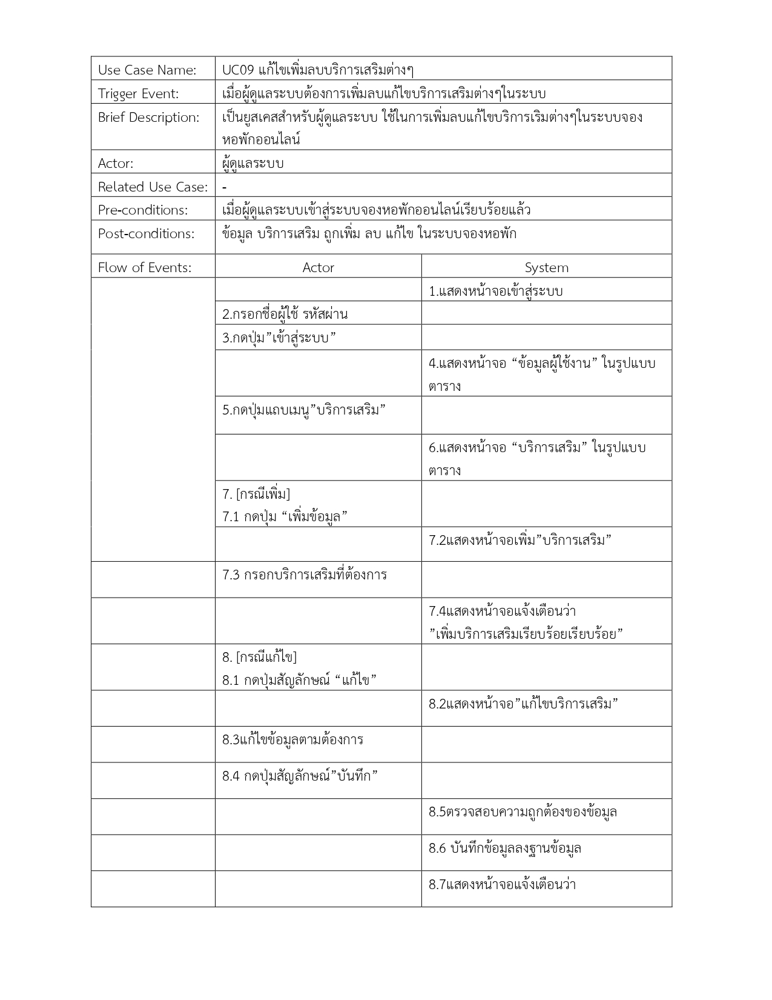 Use Case Name: UC09 แก้ไขเพิ่มลบบริการเสริมต่างๆ
Trigger Event: เมื่อผู้ดูแลระบบต้องการเพิ่มลบแก้ไขบริการเสริมต่างๆในระบบ
Brief Description: เป็นยูสเคสสำหรับผู้ดูแลระบบ ใช้ในการเพิ่มลบแก้ไขบริการเริมต่างๆในระบบจอง
หอพักออนไลน์
Actor: ผู้ดูแลระบบ
Related Use Case: -
Pre-conditions: เมื่อผู้ดูแลระบบเข้าสู่ระบบจองหอพักออนไลน์เรียบร้อยแล้ว
Post-conditions: ข้อมูล บริการเสริม ถูกเพิ่ม ลบ แก้ไข ในระบบจองหอพัก
Flow of Events: Actor System
1.แสดงหน้าจอเข้าสู่ระบบ
2.กรอกชื่อผู้ใช้ รหัสผ่าน
3.กดปุ่ม”เข้าสู่ระบบ”
4.แสดงหน้าจอ “ข้อมูลผู้ใช้งาน” ในรูปแบบ
ตาราง
5.กดปุ่มแถบเมนู”บริการเสริม”
6.แสดงหน้าจอ “บริการเสริม” ในรูปแบบ
ตาราง
7. [กรณีเพิ่ม]
7.1 กดปุ่ม “เพิ่มข้อมูล”
7.2แสดงหน้าจอเพิ่ม”บริการเสริม”
7.3 กรอกบริการเสริมที่ต้องการ
7.4แสดงหน้าจอแจ้งเตือนว่า
”เพิ่มบริการเสริมเรียบร้อยเรียบร้อย”
8. [กรณีแก้ไข]
8.1 กดปุ่มสัญลักษณ์ “แก้ไข”
8.2แสดงหน้าจอ”แก้ไขบริการเสริม”
8.3แก้ไขข้อมูลตามต้องการ
8.4 กดปุ่มสัญลักษณ์”บันทึก”
8.5ตรวจสอบความถูกต้องของข้อมูล
8.6 บันทึกข้อมูลลงฐานข้อมูล
8.7แสดงหน้าจอแจ้งเตือนว่า